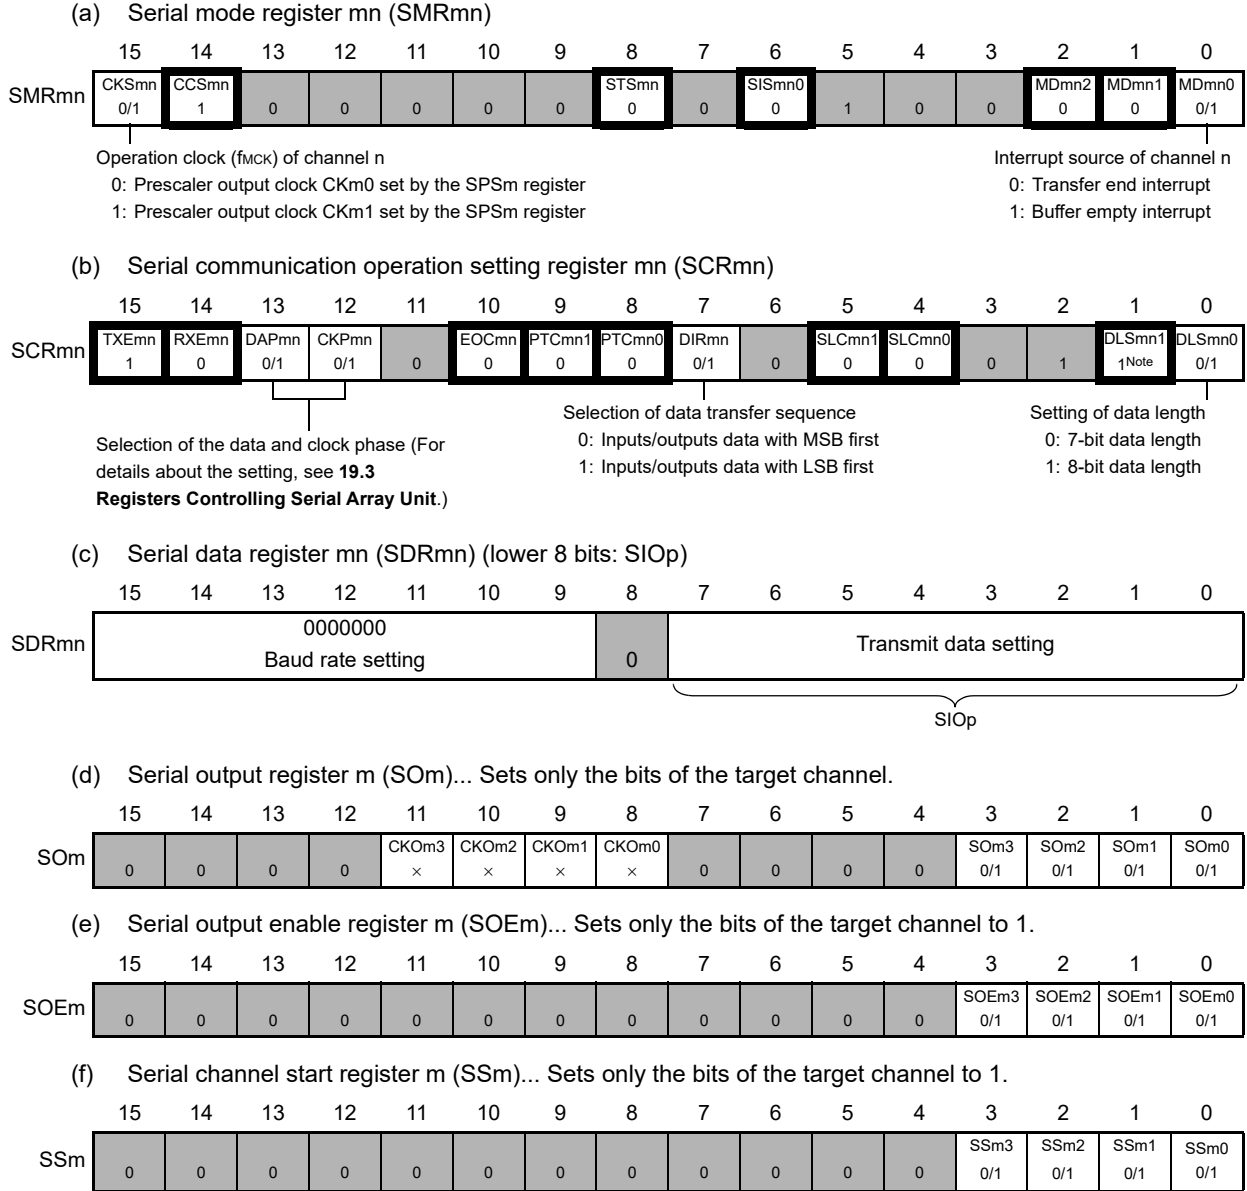 (a) Serial mode register mn (SMRmn)
15 14 13 12 11 10 9 8 7 6 5 4 3 2 1 0
SMRmn CKSmn CCSmn STSmn SISmn0 MDmn2 MDmn1 MDmn0
0/1 1 0 0 0 0 0 0 0 0 1 0 0 0 0 0/1
Operation clock (fMCK) of channel n Interrupt source of channel n
0: Prescaler output clock CKm0 set by the SPSm register 0: Transfer end interrupt
1: Prescaler output clock CKm1 set by the SPSm register 1: Buffer empty interrupt
(b) Serial communication operation setting register mn (SCRmn)
15 14 13 12 11 10 9 8 7 6 5 4 3 2 1 0
SCRmn TXEmn RXEmn DAPmn CKPmn EOCmn PTCmn1 PTCmn0 DIRmn SLCmn1 SLCmn0 DLSmn1 DLSmn0
1 0 0/1 0/1 0 0 0 0 0/1 0 0 0 0 1 1Note 0/1
Selection of data transfer sequence Setting of data length
0: Inputs/outputs data with MSB first 0: 7-bit data length
1: Inputs/outputs data with LSB first 1: 8-bit data length
Selection of the data and clock phase (For
details about the setting, see 19.3
Registers Controlling Serial Array Unit.)
(c) Serial data register mn (SDRmn) (lower 8 bits: SIOp)
15 14 13 12 11 10 9 8 7 6 5 4 3 2 1 0
SDRmn 0000000 Transmit data setting
Baud rate setting 0
SIOp
(d) Serial output register m (SOm)... Sets only the bits of the target channel.
15 14 13 12 11 10 9 8 7 6 5 4 3 2 1 0
SOm CKOm3 CKOm2 CKOm1 CKOm0 SOm3 SOm2 SOm1 SOm0
0 0 0 0 × × × × 0 0 0 0 0/1 0/1 0/1 0/1
(e) Serial output enable register m (SOEm)... Sets only the bits of the target channel to 1.
15 14 13 12 11 10 9 8 7 6 5 4 3 2 1 0
SOEm SOEm3 SOEm2 SOEm1 SOEm0
0 0 0 0 0 0 0 0 0 0 0 0 0/1 0/1 0/1 0/1
(f) Serial channel start register m (SSm)... Sets only the bits of the target channel to 1.
15 14 13 12 11 10 9 8 7 6 5 4 3 2 1 0
SSm SSm3 SSm2 SSm1 SSm0
0 0 0 0 0 0 0 0 0 0 0 0 0/1 0/1 0/1 0/1